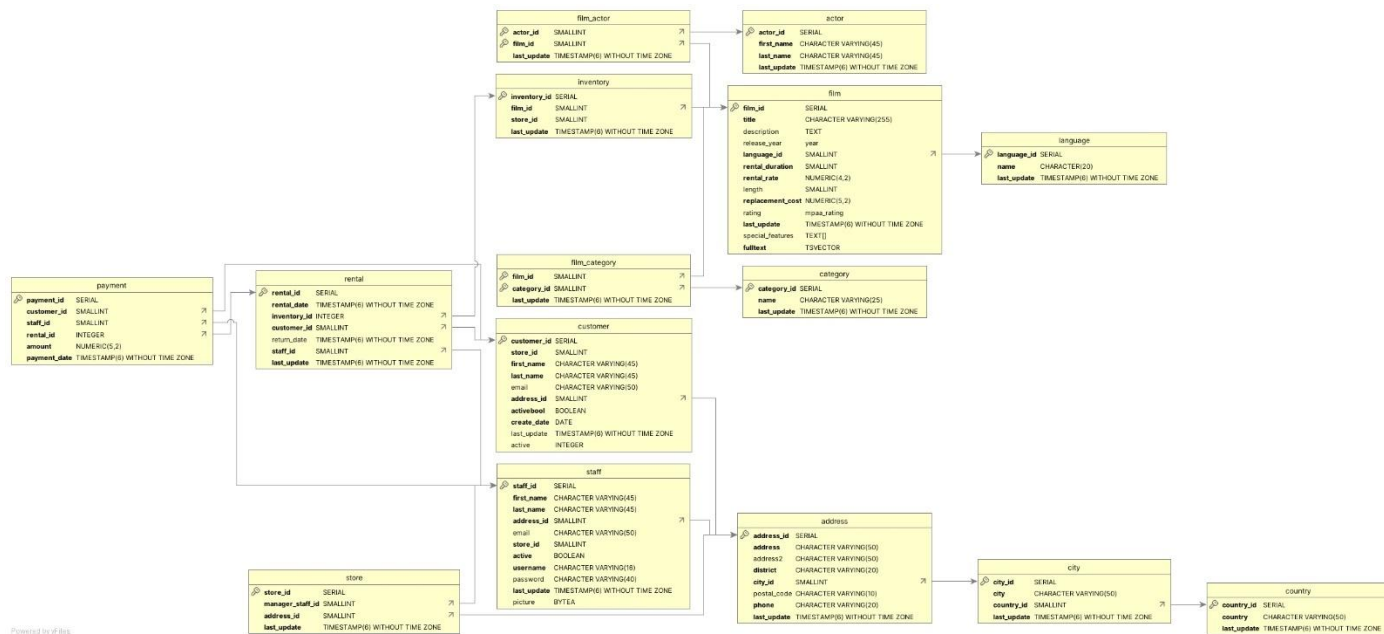 film_actor
actor_id SMALLINT
film_id SMALLINT
last_update TIMESTAMP(6) WITHOUT TIME ZONE
actor
actor_id SERIAL
first_name CHARACTER VARYING(45)
last_name CHARACTER VARYING(45)
last_update TIMESTAMP(6) WITHOUT TIME ZONE
inventory
inventory_id SERIAL
film_id SMALLINT
store_id SMALLINT
last_update TIMESTAMP(6) WITHOUT TIME ZONE
film
film_id SERIAL
title CHARACTER VARYING(255)
description TEXT
release_year year
language_id SMALLINT
rental_duration SMALLINT
rental_rate NUMERIC(4,2)
length SMALLINT
replacement_cost NUMERIC(5,2)
rating mpaa_rating
last_update TIMESTAMP(6) WITHOUT TIME ZONE
special_features TEXT[]
fulltext TSVECTOR
language
language_id SERIAL
name CHARACTER(20)
last_update TIMESTAMP(6) WITHOUT TIME ZONE
film_category
film_id SMALLINT
category_id SMALLINT
last_update TIMESTAMP(6) WITHOUT TIME ZONE
category
category_id SERIAL
name CHARACTER VARYING(25)
last_update TIMESTAMP(6) WITHOUT TIME ZONE
payment
payment_id SERIAL
customer_id SMALLINT
staff_id SMALLINT
rental_id INTEGER
amount NUMERIC(5,2)
payment_date TIMESTAMP(6) WITHOUT TIME ZONE
rental
rental_id SERIAL
rental_date TIMESTAMP(6) WITHOUT TIME ZONE
inventory_id INTEGER
customer_id SMALLINT
return_date TIMESTAMP(6) WITHOUT TIME ZONE
staff_id SMALLINT
last_update TIMESTAMP(6) WITHOUT TIME ZONE
customer
customer_id SERIAL
store_id SMALLINT
first_name CHARACTER VARYING(45)
last_name CHARACTER VARYING(45)
email CHARACTER VARYING(50)
address_id SMALLINT
activebool BOOLEAN
create_date DATE
last_update TIMESTAMP(6) WITHOUT TIME ZONE
active INTEGER
staff
staff_id SERIAL
first_name CHARACTER VARYING(45)
last_name CHARACTER VARYING(45)
address_id SMALLINT
email CHARACTER VARYING(50)
store_id SMALLINT
active BOOLEAN
username CHARACTER VARYING(16)
password CHARACTER VARYING(40)
last_update TIMESTAMP(6) WITHOUT TIME ZONE
picture BYTEA
store
store_id SERIAL
manager_staff_id SMALLINT
address_id SMALLINT
last_update TIMESTAMP(6) WITHOUT TIME ZONE
address
address_id SERIAL
address CHARACTER VARYING(50)
address2 CHARACTER VARYING(50)
district CHARACTER VARYING(20)
city_id SMALLINT
postal_code CHARACTER VARYING(10)
phone CHARACTER VARYING(20)
last_update TIMESTAMP(6) WITHOUT TIME ZONE
city
city_id SERIAL
city CHARACTER VARYING(50)
country_id SMALLINT
last_update TIMESTAMP(6) WITHOUT TIME ZONE
country
country_id SERIAL
country CHARACTER VARYING(50)
last_update TIMESTAMP(6) WITHOUT TIME ZONE
Powered by yFiles